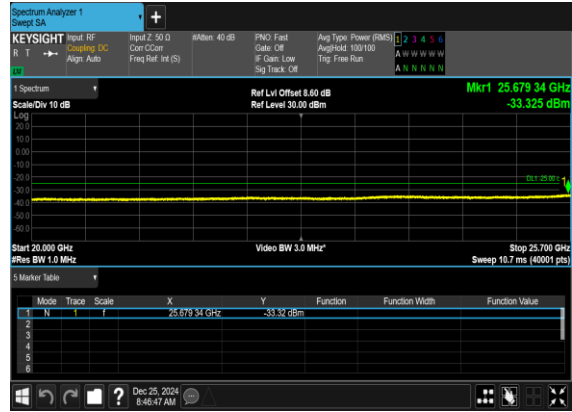 Spectrum Analyzer 1
Swept SA
+
KEYSIGHT Input: RF Input Z: 50 Ω #Atten: 40 dB PNO: Fast Avg Type: Power (RMS) 1 2 3 4 5 6
R T Coupling: DC Corr CCorr Gate: Off Avg|Hold: 100/100 A W W W W W
Align: Auto Freq Ref: Int (S) IF Gain: Low Trig: Free Run
Sig Track: Off A N N N N N
1 Spectrum Ref Lvl Offset 8.60 dB Mkr1 25.679 34 GHz
Scale/Div 10 dB Ref Level 30.00 dBm -33.325 dBm
Log
20.0
10.0
0.00
-10.0
-20.0
-30.0
-40.0
-50.0
-60.0
1
Start 20.000 GHz Video BW 3.0 MHz* Stop 25.700 GHz
#Res BW 1.0 MHz Sweep 10.7 ms (40001 pts)
5 Marker Table
Mode Trace Scale X Y Function Function Width Function Value
1 N 1 f 25.679 34 GHz -33.32 dBm
2
3
4
5
6
? Dec 25, 2024
8:46:47 AM